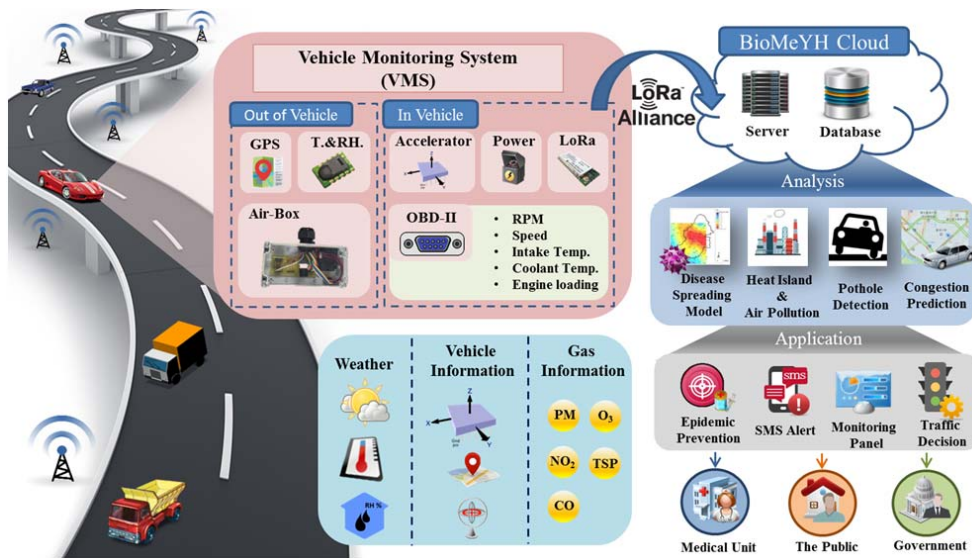 Vehicle Monitoring System
(VMS)
Out of Vehicle
In Vehicle
GPS
T.&RH.
Accelerator
Power
LoRa
Air-Box
OBD-II
• RPM
• Speed
• Intake Temp.
• Coolant Temp.
• Engine loading
LoRa
Alliance
BioMeYH Cloud
Server
Database
Analysis
Disease
Spreading
Model
Heat Island
&
Air Pollution
Pothole
Detection
Congestion
Prediction
Application
sms
Epidemic
Prevention
SMS Alert
Monitoring
Panel
Traffic
Decision
Medical Unit
The Public
Government
Weather
RH %
Vehicle
Information
Z
X
Y
Gas
Information
PM
O₃
NO₂
TSP
CO